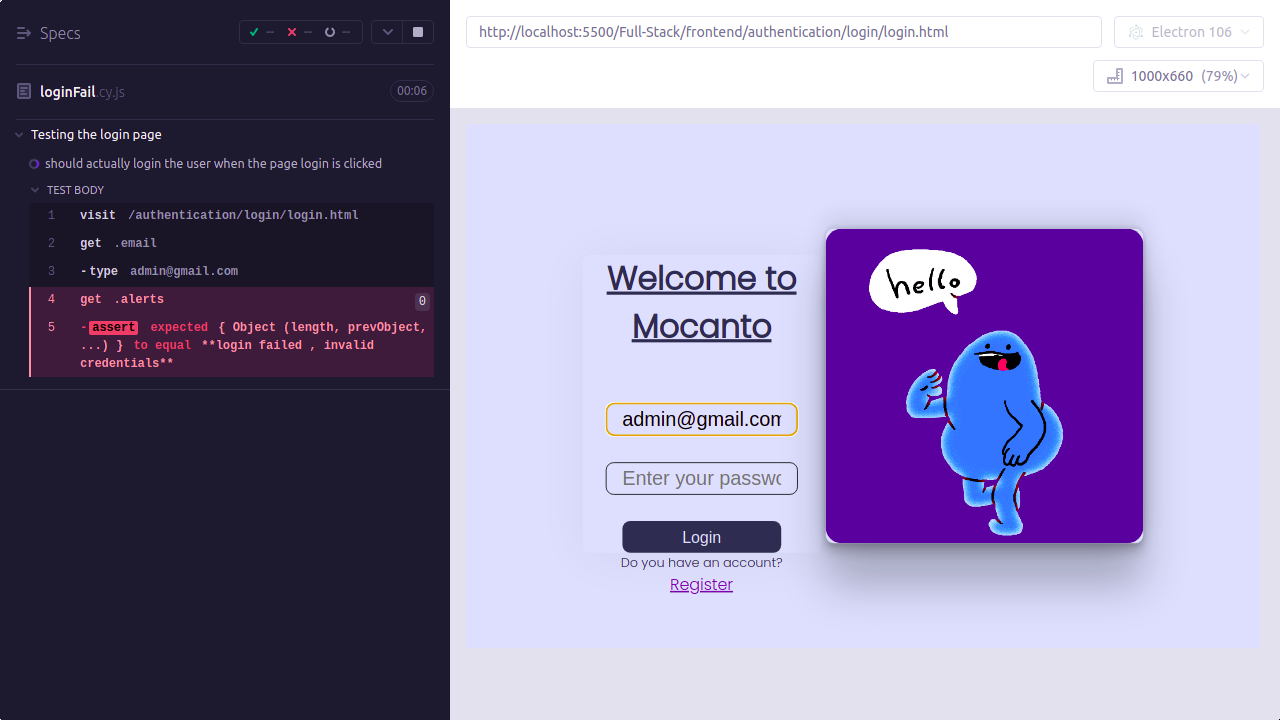 Specs
--
--
--
http://localhost:5500/Full-Stack/frontend/authentication/login/login.html
Electron 106
1000x660 (79%)
loginFail.cy.js
00:06
Testing the login page
should actually login the user when the page login is clicked
TEST BODY
1 visit /authentication/login/login.html
2 get .email
3 -type admin@gmail.com
4 get .alerts 0
5 -assert expected { Object (length, prevObject,
...) } to equal **login failed , invalid
credentials**
Welcome to
Mocanto
admin@gmail.com
Enter your passwo
Login
Do you have an account?
Register
hello